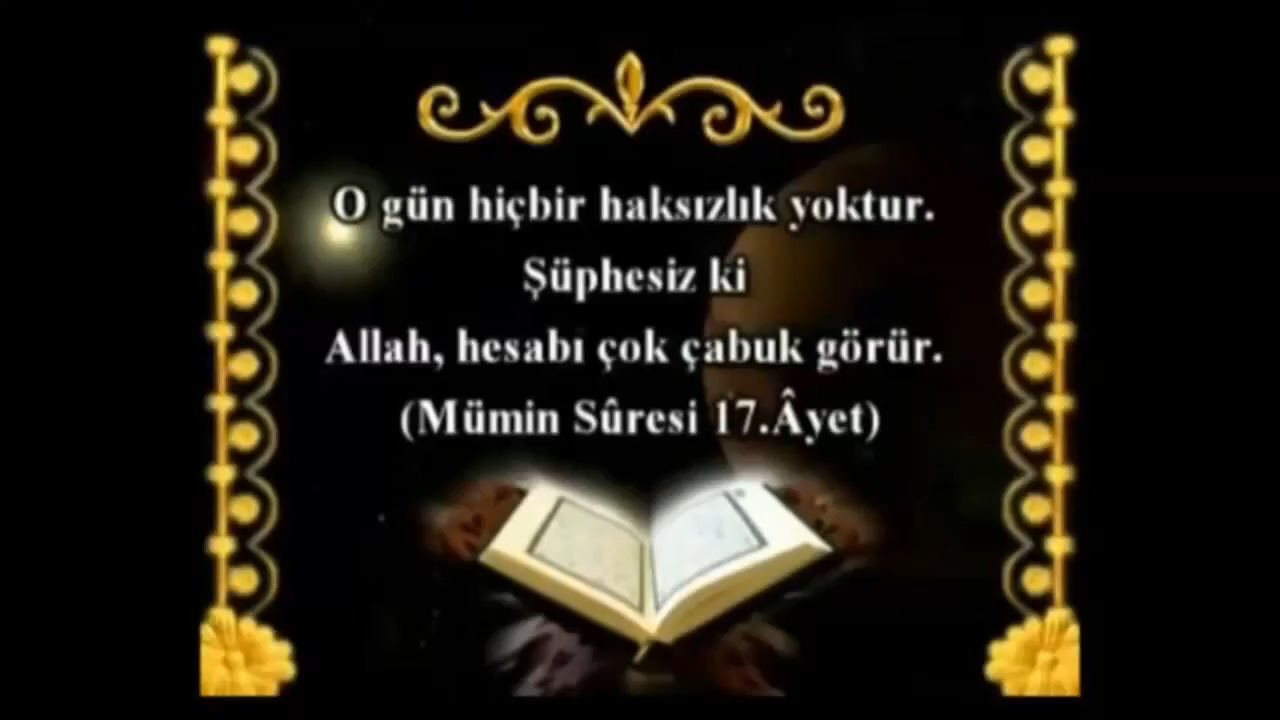 O gün hiçbir haksızlık yoktur.
Şüphesiz ki
Allah, hesabı çok çabuk görür.
(Mümin Sûresi 17.Âyet)